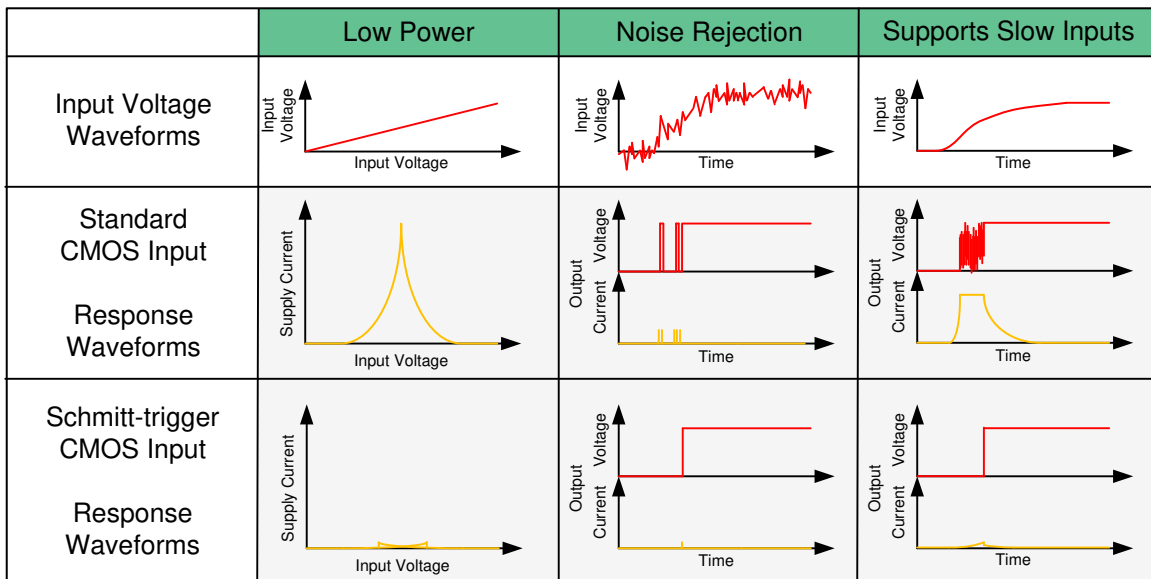 Low Power
Noise Rejection
Supports Slow Inputs
Input Voltage
Waveforms
Input
Voltage
Input Voltage
Input
Voltage
Time
Input
Voltage
Time
Standard
CMOS Input
Response
Waveforms
Supply Current
Input Voltage
Output
Voltage
Current
Time
Output
Voltage
Current
Time
Schmitt-trigger
CMOS Input
Response
Waveforms
Supply Current
Input Voltage
Output
Voltage
Current
Time
Output
Voltage
Current
Time